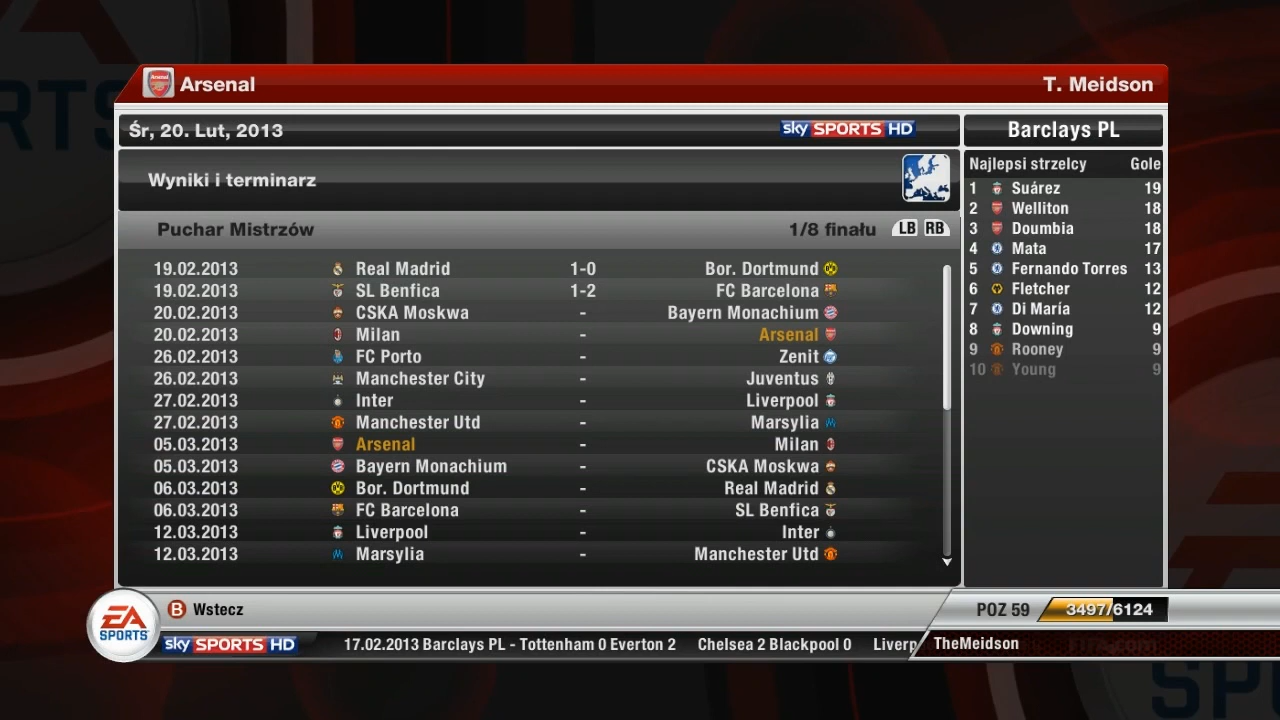 Arsenal T. Meidson
Śr, 20. Lut, 2013 sky SPORTS HD
Wyniki i terminarz
Puchar Mistrzów 1/8 finału LB RB
19.02.2013 Real Madrid 1-0 Bor. Dortmund
19.02.2013 SL Benfica 1-2 FC Barcelona
20.02.2013 CSKA Moskwa - Bayern Monachium
20.02.2013 Milan - Arsenal
26.02.2013 FC Porto - Zenit
26.02.2013 Manchester City - Juventus
27.02.2013 Inter - Liverpool
27.02.2013 Manchester Utd - Marsylia
05.03.2013 Arsenal - Milan
05.03.2013 Bayern Monachium - CSKA Moskwa
06.03.2013 Bor. Dortmund - Real Madrid
06.03.2013 FC Barcelona - SL Benfica
12.03.2013 Liverpool - Inter
12.03.2013 Marsylia - Manchester Utd
Barclays PL
Najlepsi strzelcy Gole
1 Suárez 19
2 Welliton 18
3 Doumbia 18
4 Mata 17
5 Fernando Torres 13
6 Fletcher 12
7 Di María 12
8 Downing 9
9 Rooney 9
10 Young 9
EA SPORTS
B Wstecz
POZ 59 3497/6124
sky SPORTS HD 17.02.2013 Barclays PL - Tottenham 0 Everton 2 Chelsea 2 Blackpool 0 Liverp
TheMeidson